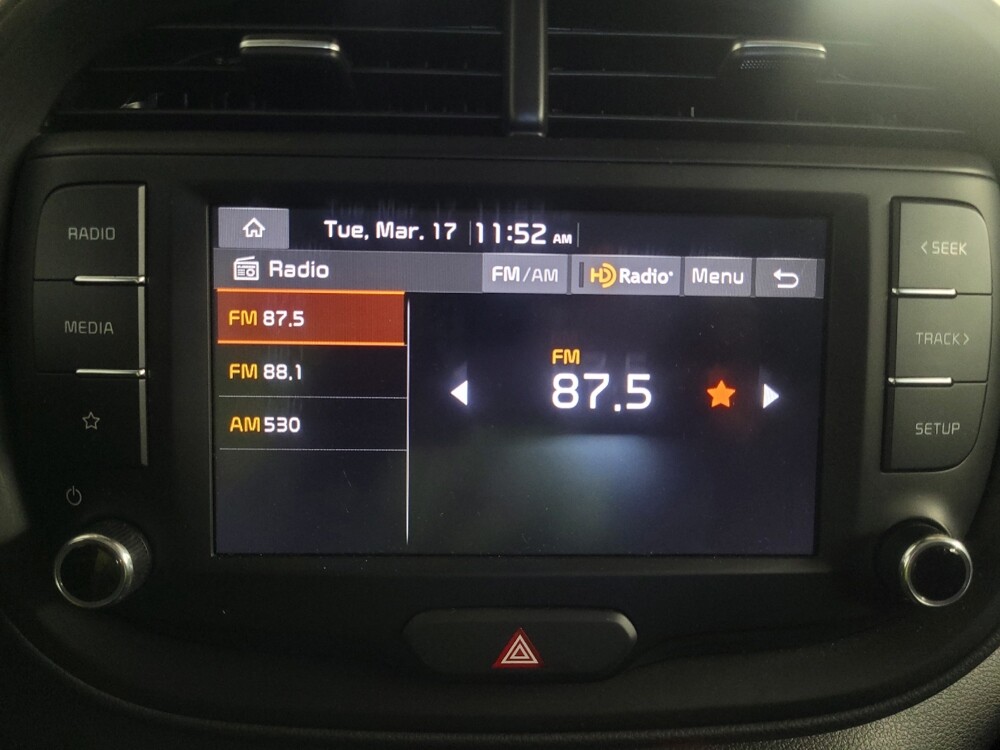 Tue, Mar. 17 11:52 AM
Radio FM/AM HD Radio Menu
FM 87.5
FM 88.1
AM 530
FM
87.5
RADIO
MEDIA
< SEEK
TRACK >
SETUP